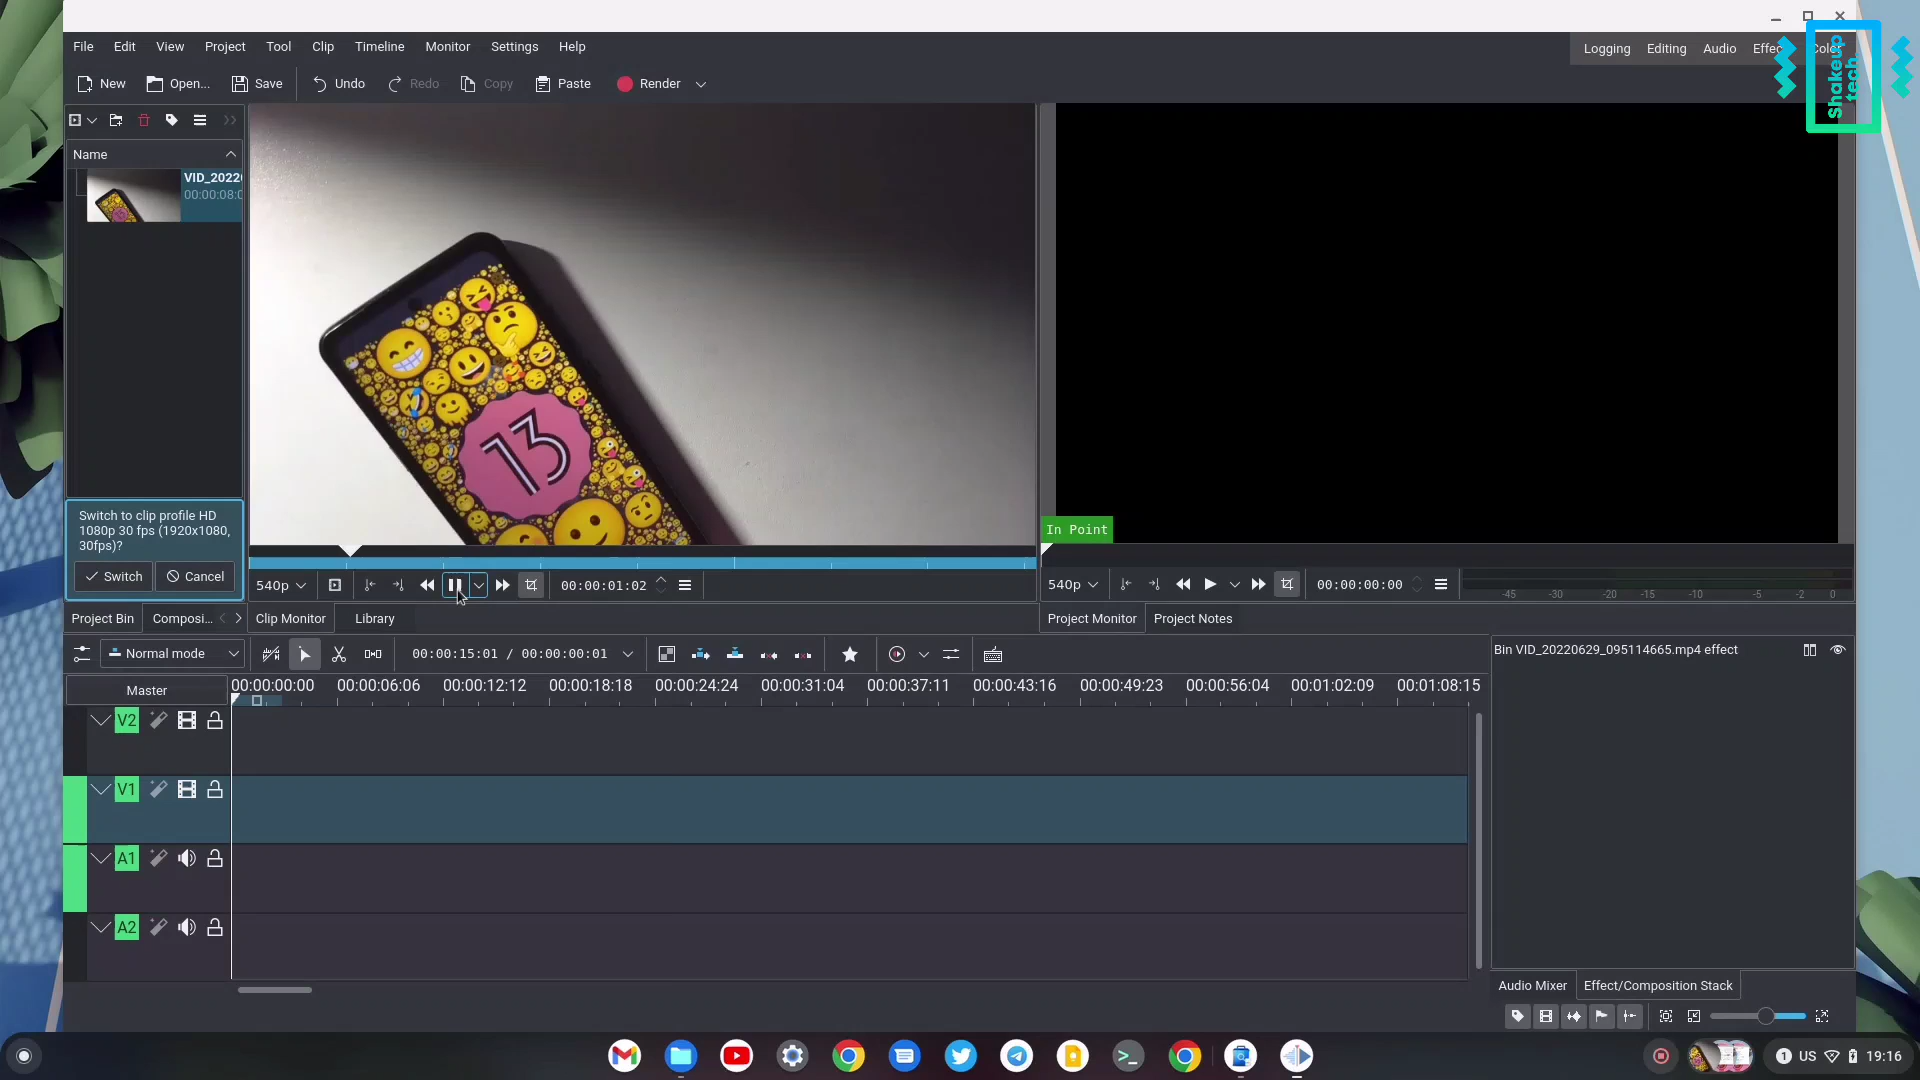 File Edit View Project Tool Clip Timeline Monitor Settings Help
Logging Editing Audio Effec Color
Shakeup
tech
New Open... Save Undo Redo Copy Paste Render
Name
VID_2022
00:00:08:0
13
Switch to clip profile HD
1080p 30 fps (1920x1080,
30fps)?
Switch Cancel
In Point
540p 00:00:01:02
540p 00:00:00:00
-45 -30 -20 -15 -10 -5 -2 0
Project Bin Composi... Clip Monitor Library
Project Monitor Project Notes
Normal mode 00:00:15:01 / 00:00:00:01
Bin VID_20220629_095114665.mp4 effect
Master
00:00:00:00 00:00:06:06 00:00:12:12 00:00:18:18 00:00:24:24 00:00:31:04 00:00:37:11 00:00:43:16 00:00:49:23 00:00:56:04 00:01:02:09 00:01:08:15
V2
V1
A1
A2
Audio Mixer Effect/Composition Stack
1 US 19:16